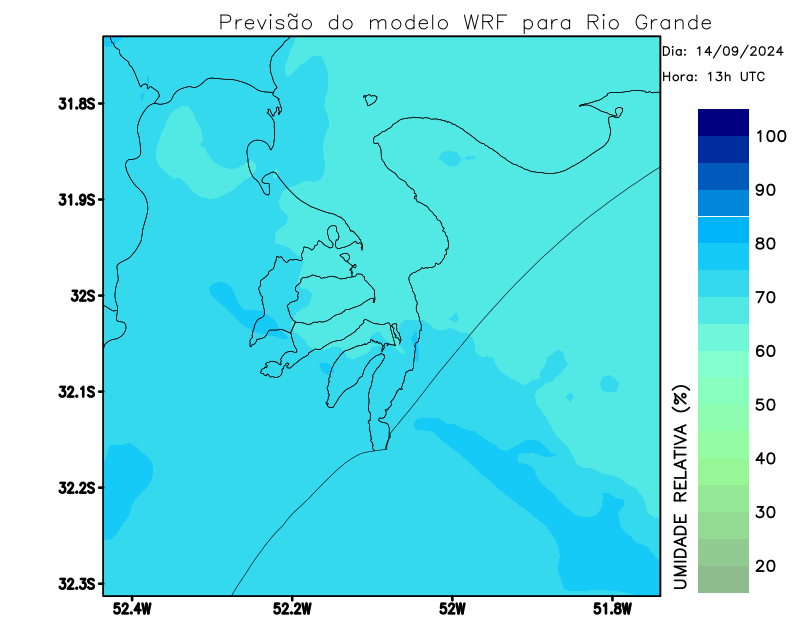 Previsão do modelo WRF para Rio Grande
Dia: 14/09/2024
Hora: 13h UTC
31.8S
31.9S
32S
32.1S
32.2S
32.3S
52.4W
52.2W
52W
51.8W
100
90
80
70
60
50
40
30
20
UMIDADE RELATIVA (%)